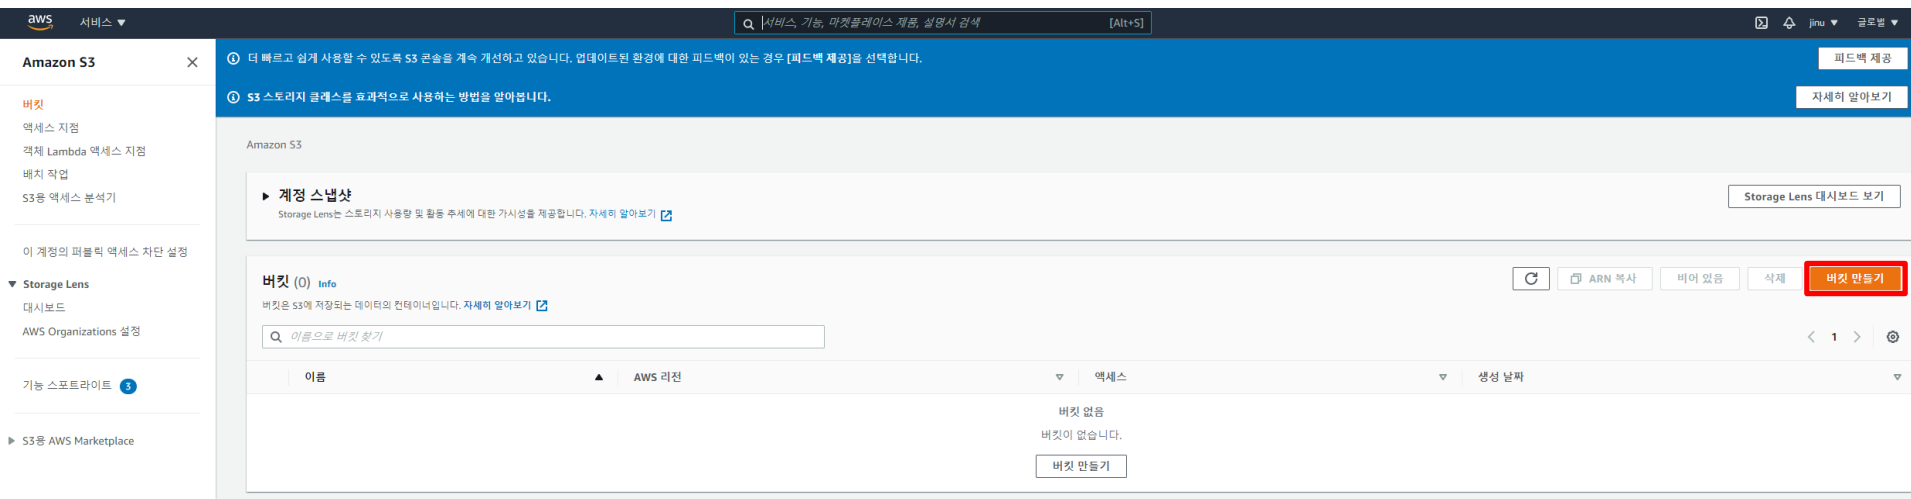 aws 서비스 ▼ 서비스, 기능, 마켓플레이스 제품, 설명서 검색 [Alt+S] jinu ▼ 글로벌 ▼
Amazon S3
더 빠르고 쉽게 사용할 수 있도록 S3 콘솔을 계속 개선하고 있습니다. 업데이트된 환경에 대한 피드백이 있는 경우 [피드백 제공]을 선택합니다. 피드백 제공
S3 스토리지 클래스를 효과적으로 사용하는 방법을 알아봅니다. 자세히 알아보기
버킷
액세스 지점
객체 Lambda 액세스 지점
배치 작업
S3용 액세스 분석기
이 계정의 퍼블릭 액세스 차단 설정
Storage Lens
대시보드
AWS Organizations 설정
기능 스포트라이트 3
S3용 AWS Marketplace
Amazon S3
계정 스냅샷
Storage Lens는 스토리지 사용량 및 활동 추세에 대한 가시성을 제공합니다. 자세히 알아보기
Storage Lens 대시보드 보기
버킷 (0) Info
버킷은 S3에 저장되는 데이터의 컨테이너입니다. 자세히 알아보기
ARN 복사 비어 있음 삭제 버킷 만들기
이름으로 버킷 찾기
1
이름 AWS 리전 액세스 생성 날짜
버킷 없음
버킷이 없습니다.
버킷 만들기